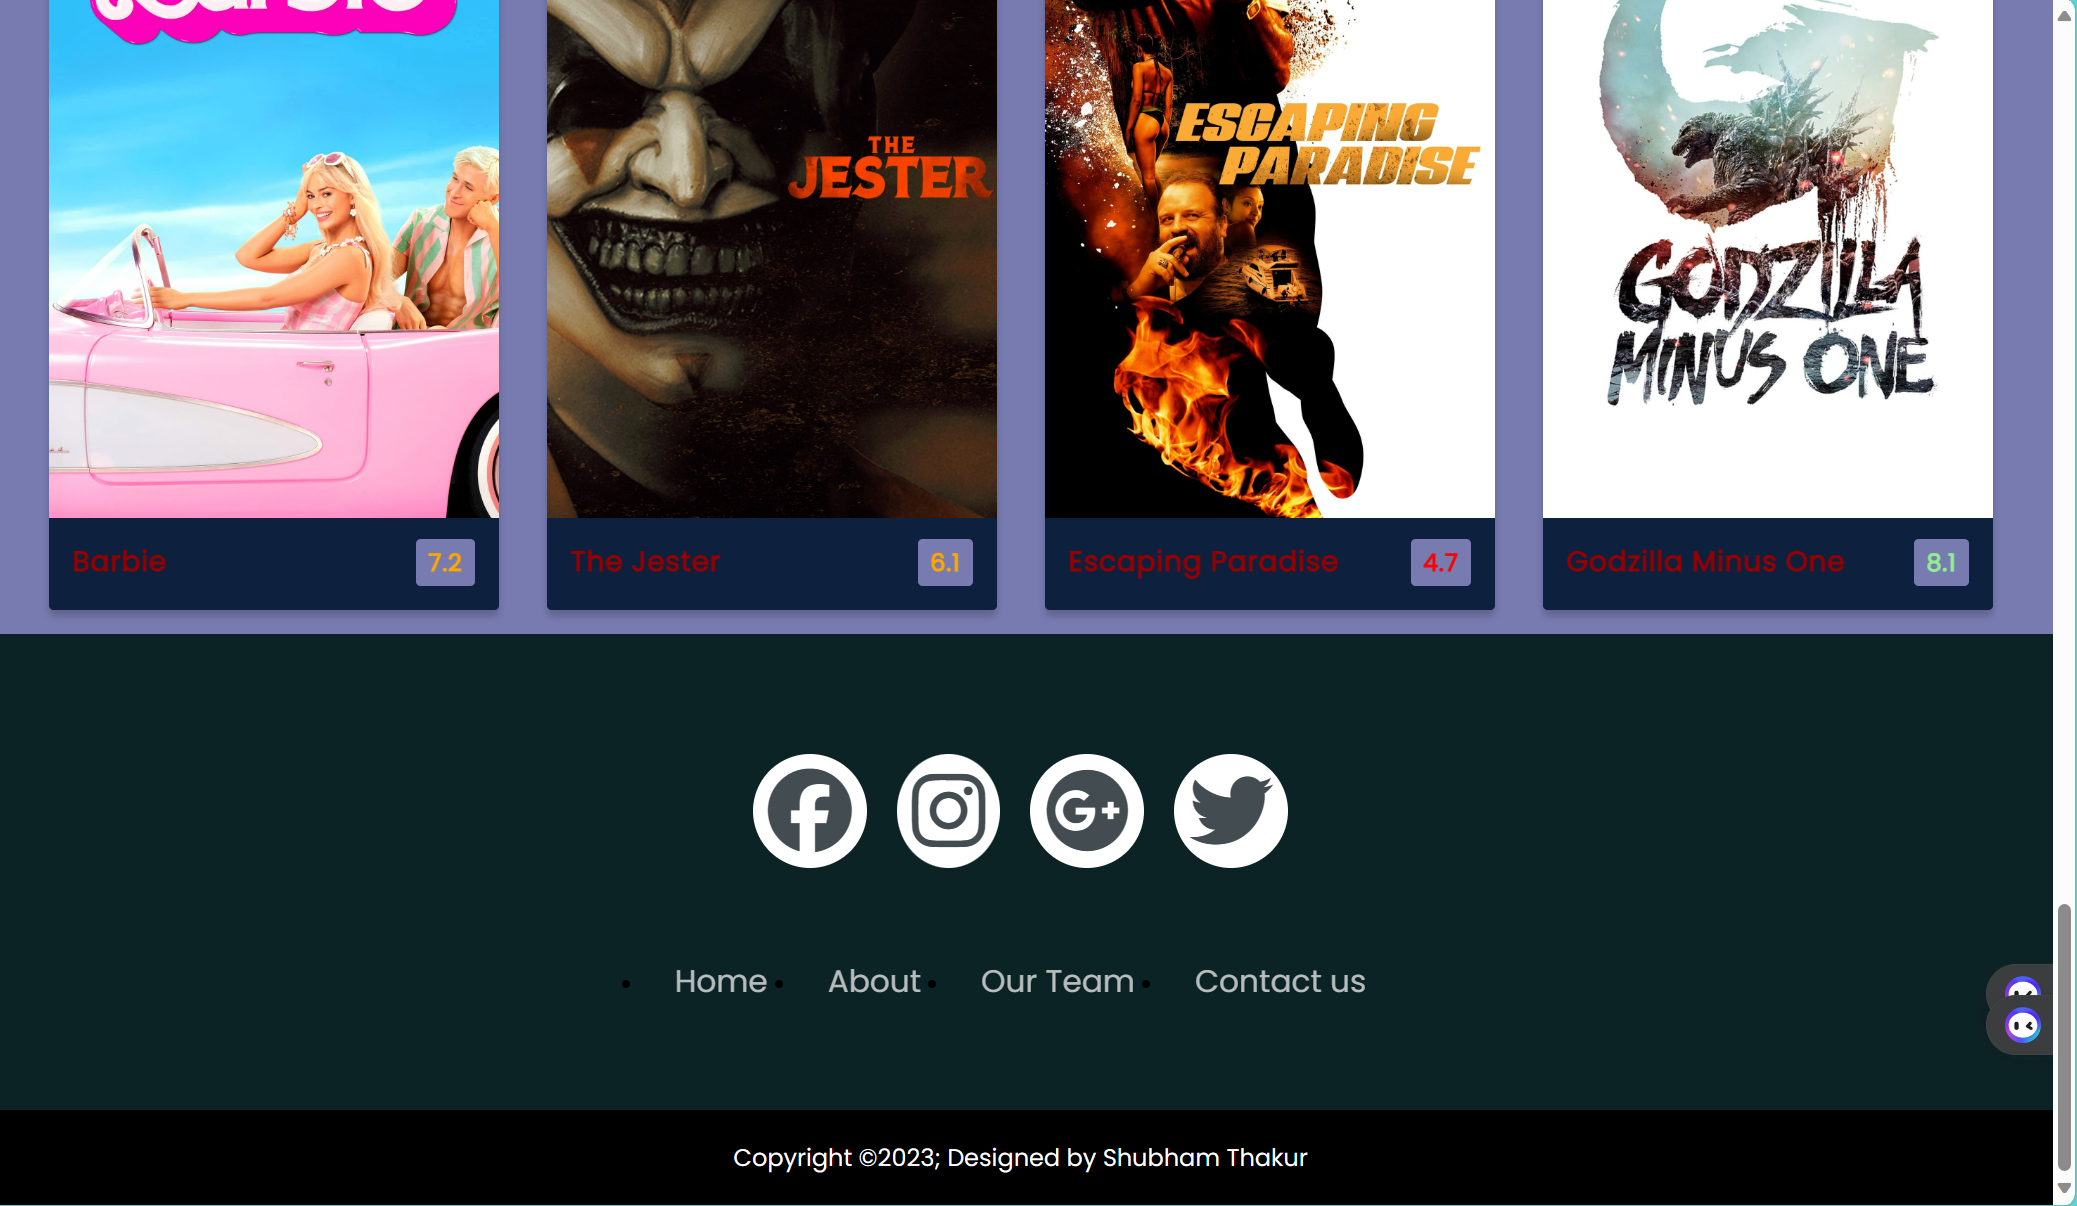 THE
JESTER
ESCAPING
PARADISE
GODZILLA
MINUS ONE
Barbie 7.2
The Jester 6.1
Escaping Paradise 4.7
Godzilla Minus One 8.1
Home About Our Team Contact us
Copyright ©2023; Designed by Shubham Thakur